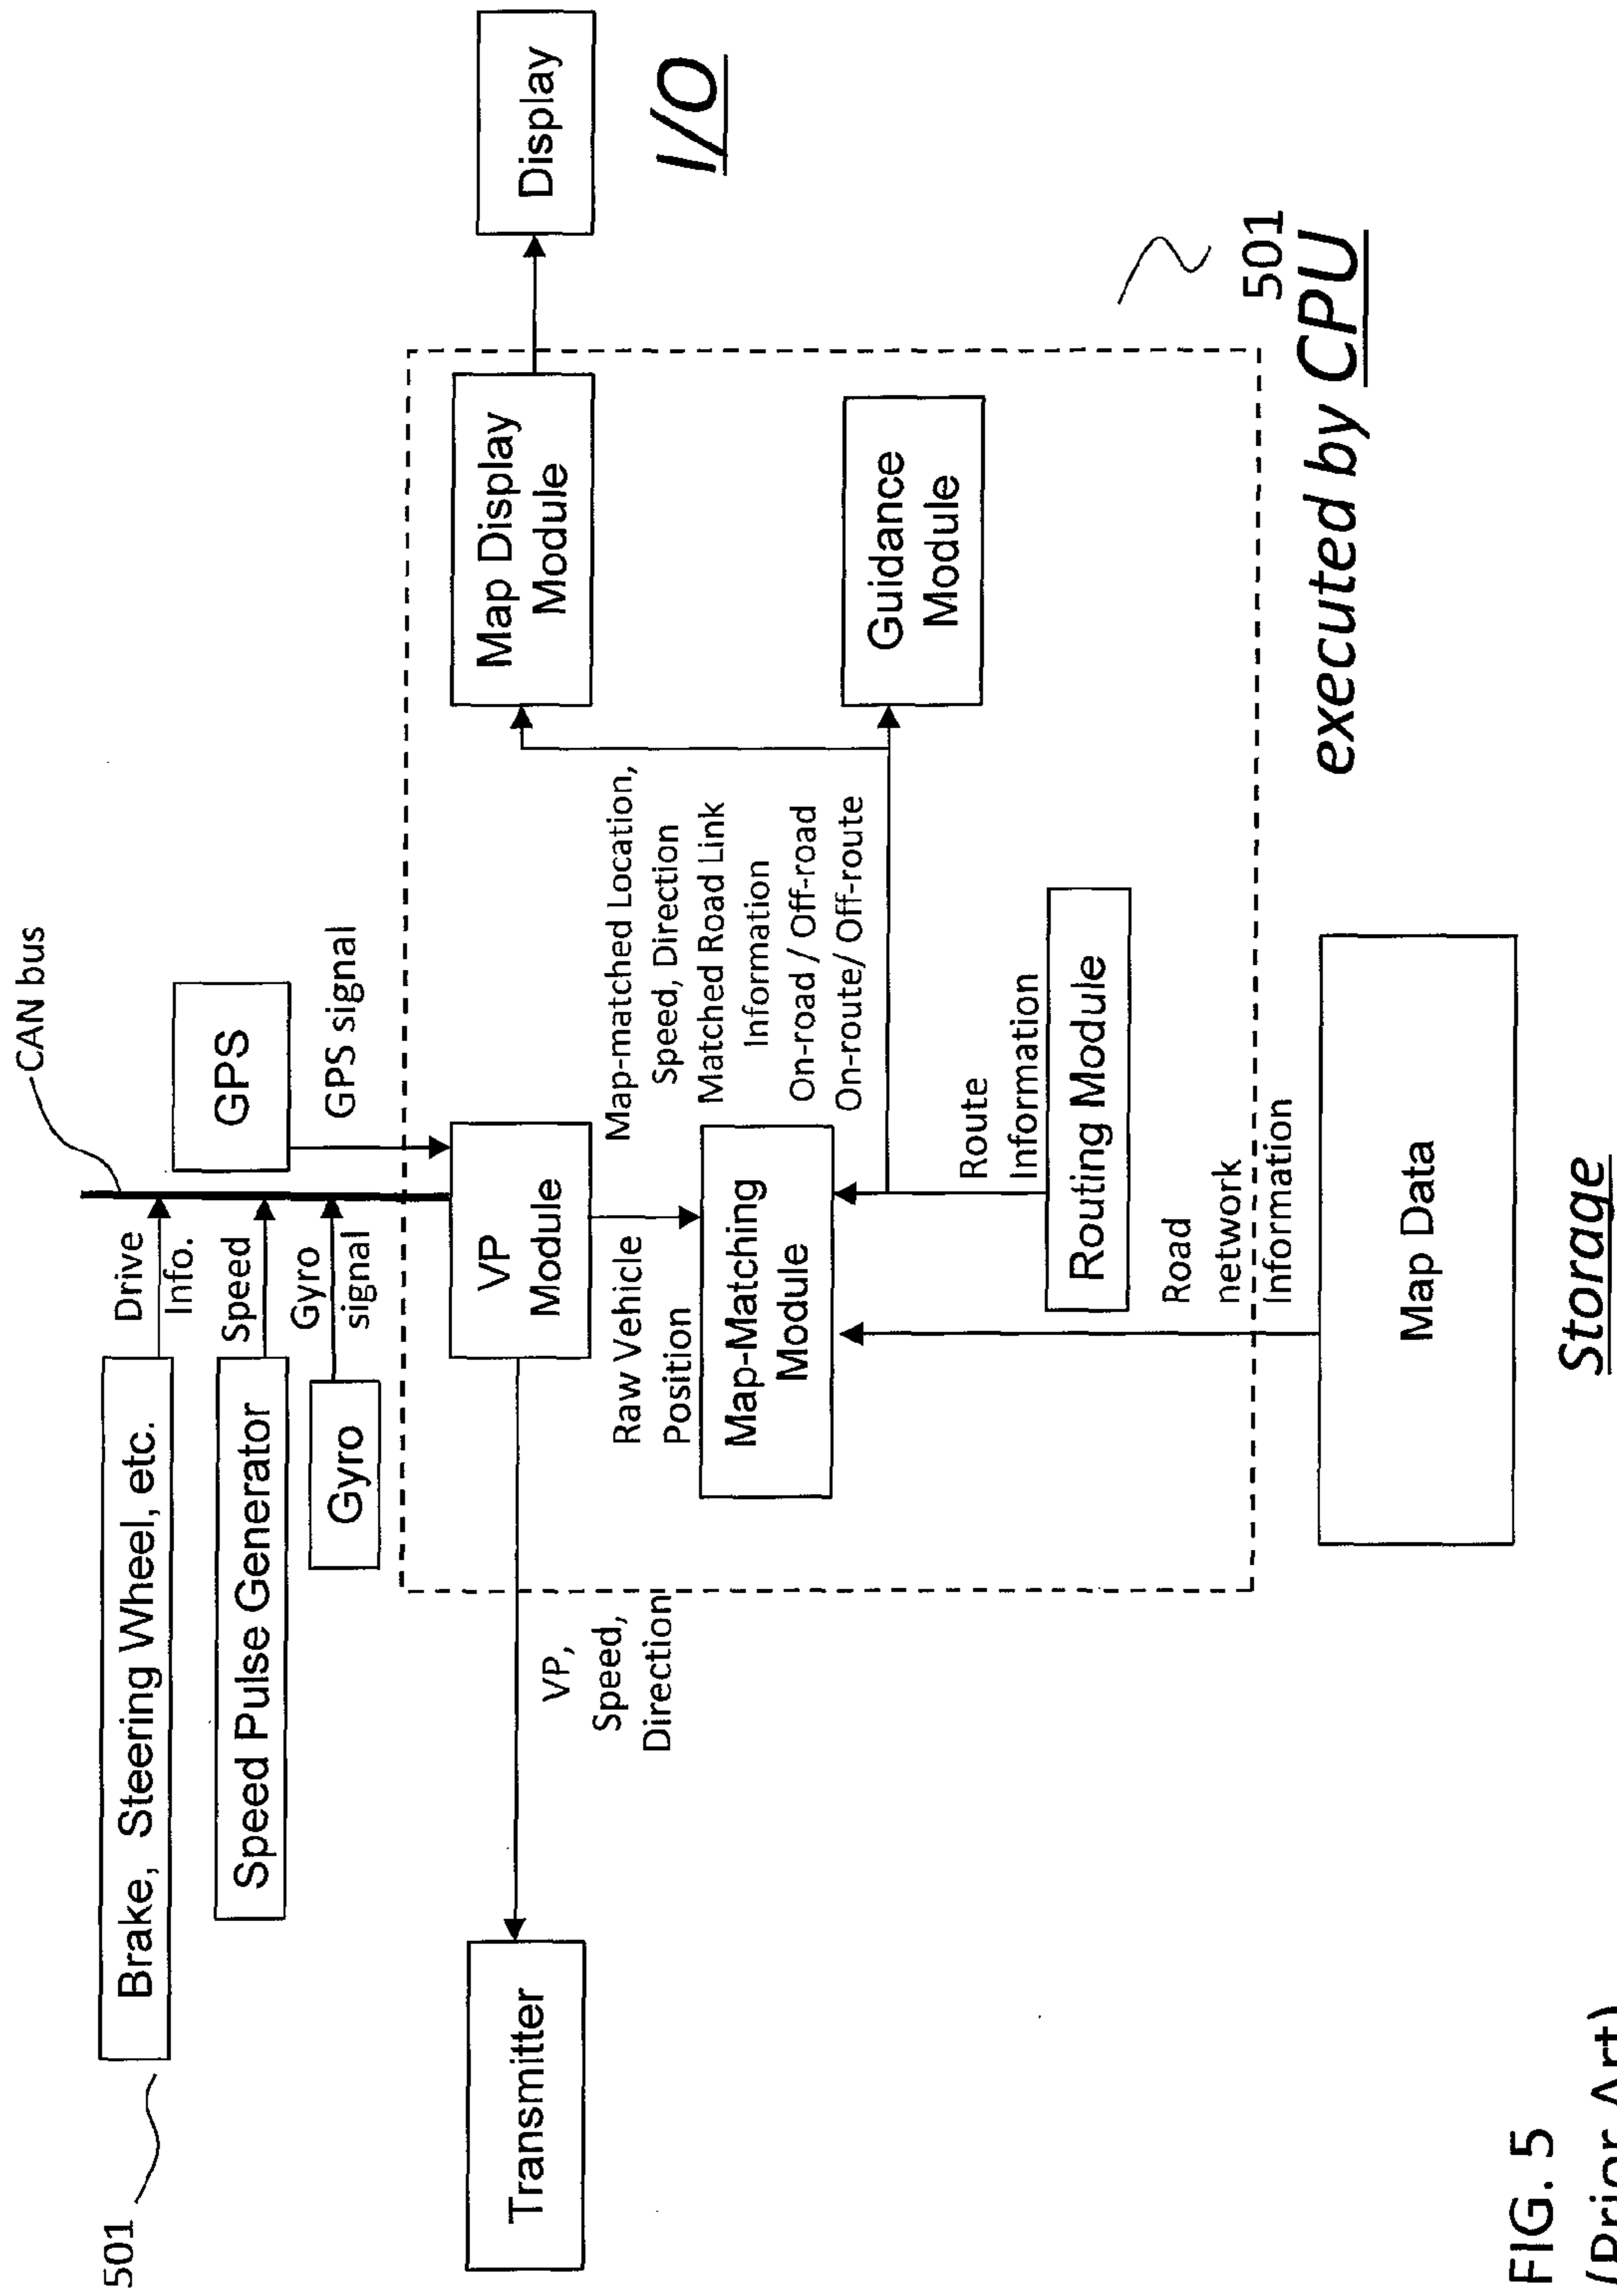 CAN bus
501
Brake, Steering Wheel, etc.
Drive
Info.
Speed Pulse Generator
Speed
GPS
Gyro
Gyro
signal
GPS signal
Transmitter
VP,
Speed,
Direction
VP
Module
Map Display
Module
Display
I/O
Raw Vehicle
Position
Map-matched Location,
Speed, Direction
Matched Road Link
Information
On-road / Off-road
On-route/ Off-route
Map-Matching
Module
Guidance
Module
Route
Information
Routing Module
Road
network
Information
501
executed by CPU
Map Data
Storage
FIG. 5
(Prior Art)